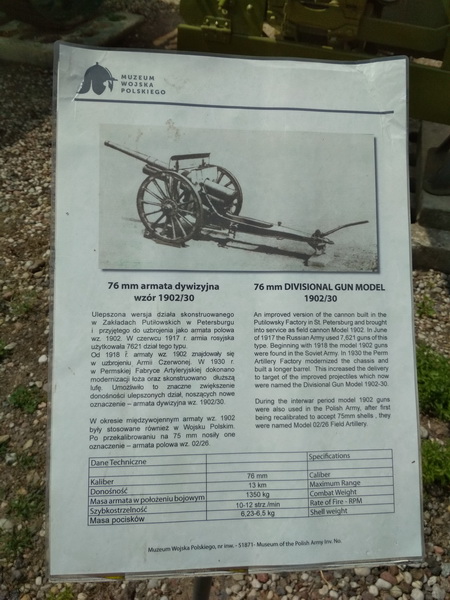 MUZEUM
WOJSKA
POLSKIEGO
76 mm armata dywizyjna
wzór 1902/30
Ulepszona wersja działa skonstruowanego
w Zakładach Putiłowskich w Petersburgu
i przyjętego do uzbrojenia jako armata polowa
wz. 1902. W czerwcu 1917 r. armia rosyjska
użytkowała 7621 dział tego typu.
Od 1918 r. armaty wz. 1902 znajdowały się
w uzbrojeniu Armii Czerwonej. W 1930 r.
w Permskiej Fabryce Artyleryjskiej dokonano
modernizacji łoża oraz skonstruowano dłuższą
lufę. Umożliwiło to znaczne zwiększenie
donośności ulepszonych dział, noszących nowe
oznaczenie – armata dywizyjna wz. 1902/30.
W okresie międzywojennym armaty wz. 1902
były stosowane również w Wojsku Polskim.
Po przekalibrowaniu na 75 mm nosiły one
oznaczenie – armata polowa wz. 02/26.
76 mm DIVISIONAL GUN MODEL
1902/30
An improved version of the cannon built in the
Putilowsky Factory in St. Petersburg and brought
into service as field cannon Model 1902. In June
of 1917 the Russian Army used 7,621 guns of this
type. Beginning with 1918 the model 1902 guns
were found in the Soviet Army. In 1930 the Perm
Artillery Factory modernized the chassis and
built a longer barrel. This increased the delivery
to target of the improved projectiles which now
were named the Divisional Gun Model 1902-30.
During the interwar period model 1902 guns
were also used in the Polish Army, after first
being recalibrated to accept 75mm shells , they
were named Model 02/26 Field Artillery.
Dane Techniczne Specifications
Kaliber 76 mm Caliber
Donośność 13 km Maximum Range
Masa armata w położeniu bojowym 1350 kg Combat Weight
Szybkostrzelność 10-12 strz./min Rate of Fire - RPM
Masa pocisków 6,23-6,5 kg Shell weight
Muzeum Wojska Polskiego, nr inw. - 51871- Museum of the Polish Army Inv. No.